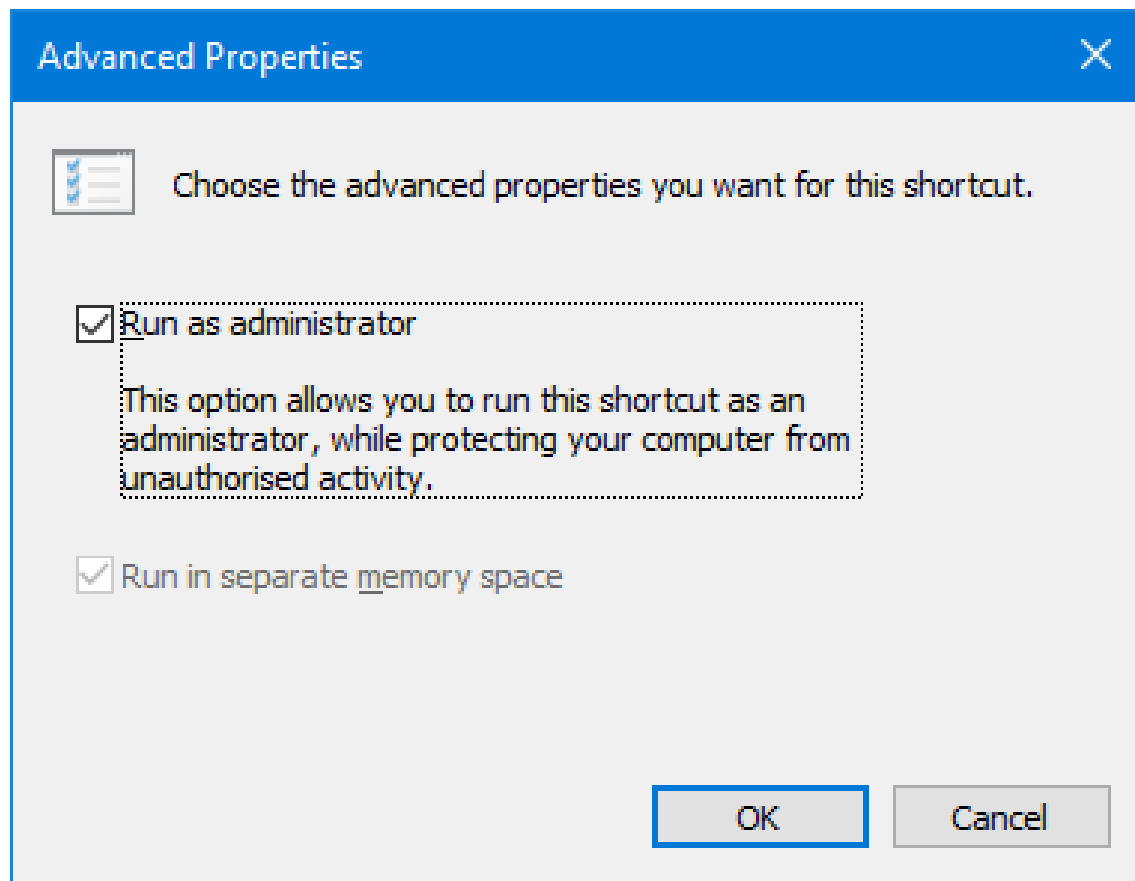 Advanced Properties
Choose the advanced properties you want for this shortcut.
Run as administrator
This option allows you to run this shortcut as an
administrator, while protecting your computer from
unauthorised activity.
Run in separate memory space
OK
Cancel